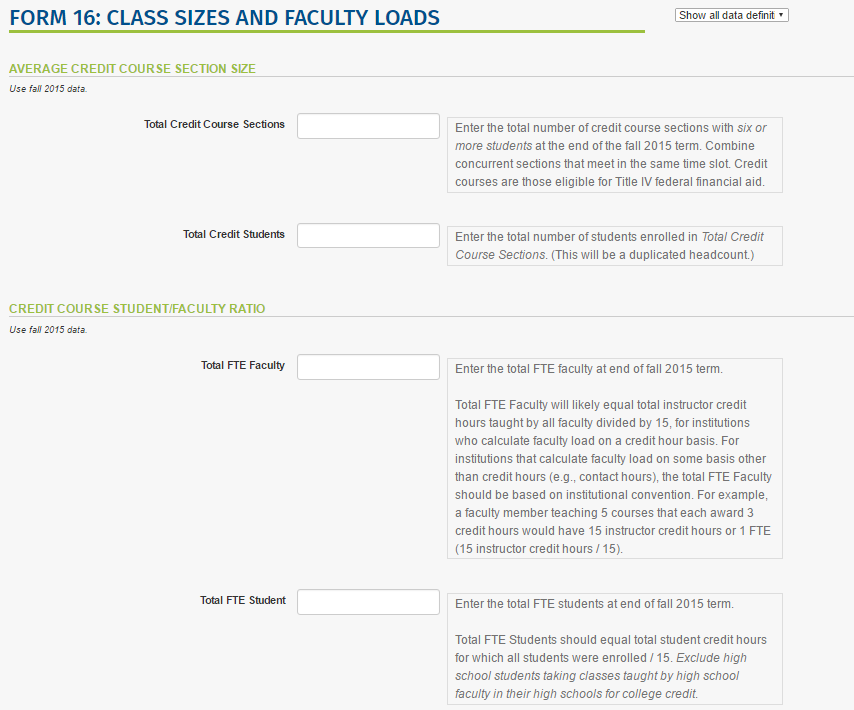 FORM 16: CLASS SIZES AND FACULTY LOADS
Show all data definit
AVERAGE CREDIT COURSE SECTION SIZE
Use fall 2015 data.
Total Credit Course Sections
Enter the total number of credit course sections with six or
more students at the end of the fall 2015 term. Combine
concurrent sections that meet in the same time slot. Credit
courses are those eligible for Title IV federal financial aid.
Total Credit Students
Enter the total number of students enrolled in Total Credit
Course Sections. (This will be a duplicated headcount.)
CREDIT COURSE STUDENT/FACULTY RATIO
Use fall 2015 data.
Total FTE Faculty
Enter the total FTE faculty at end of fall 2015 term.
Total FTE Faculty will likely equal total instructor credit
hours taught by all faculty divided by 15, for institutions
who calculate faculty load on a credit hour basis. For
institutions that calculate faculty load on some basis other
than credit hours (e.g., contact hours), the total FTE Faculty
should be based on institutional convention. For example,
a faculty member teaching 5 courses that each award 3
credit hours would have 15 instructor credit hours or 1 FTE
(15 instructor credit hours / 15).
Total FTE Student
Enter the total FTE students at end of fall 2015 term.
Total FTE Students should equal total student credit hours
for which all students were enrolled / 15. Exclude high
school students taking classes taught by high school
faculty in their high schools for college credit.